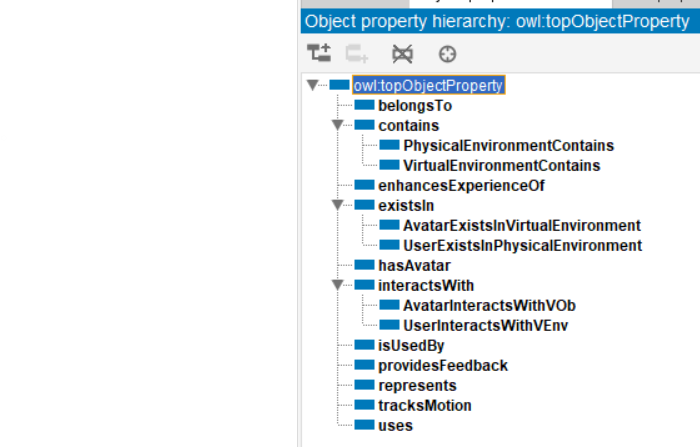 Object property hierarchy: owl:topObjectProperty
owl:topObjectProperty
belongsTo
contains
PhysicalEnvironmentContains
VirtualEnvironmentContains
enhancesExperienceOf
existsIn
AvatarExistsInVirtualEnvironment
UserExistsInPhysicalEnvironment
hasAvatar
interactsWith
AvatarInteractsWithVOb
UserInteractsWithVEnv
isUsedBy
providesFeedback
represents
tracksMotion
uses